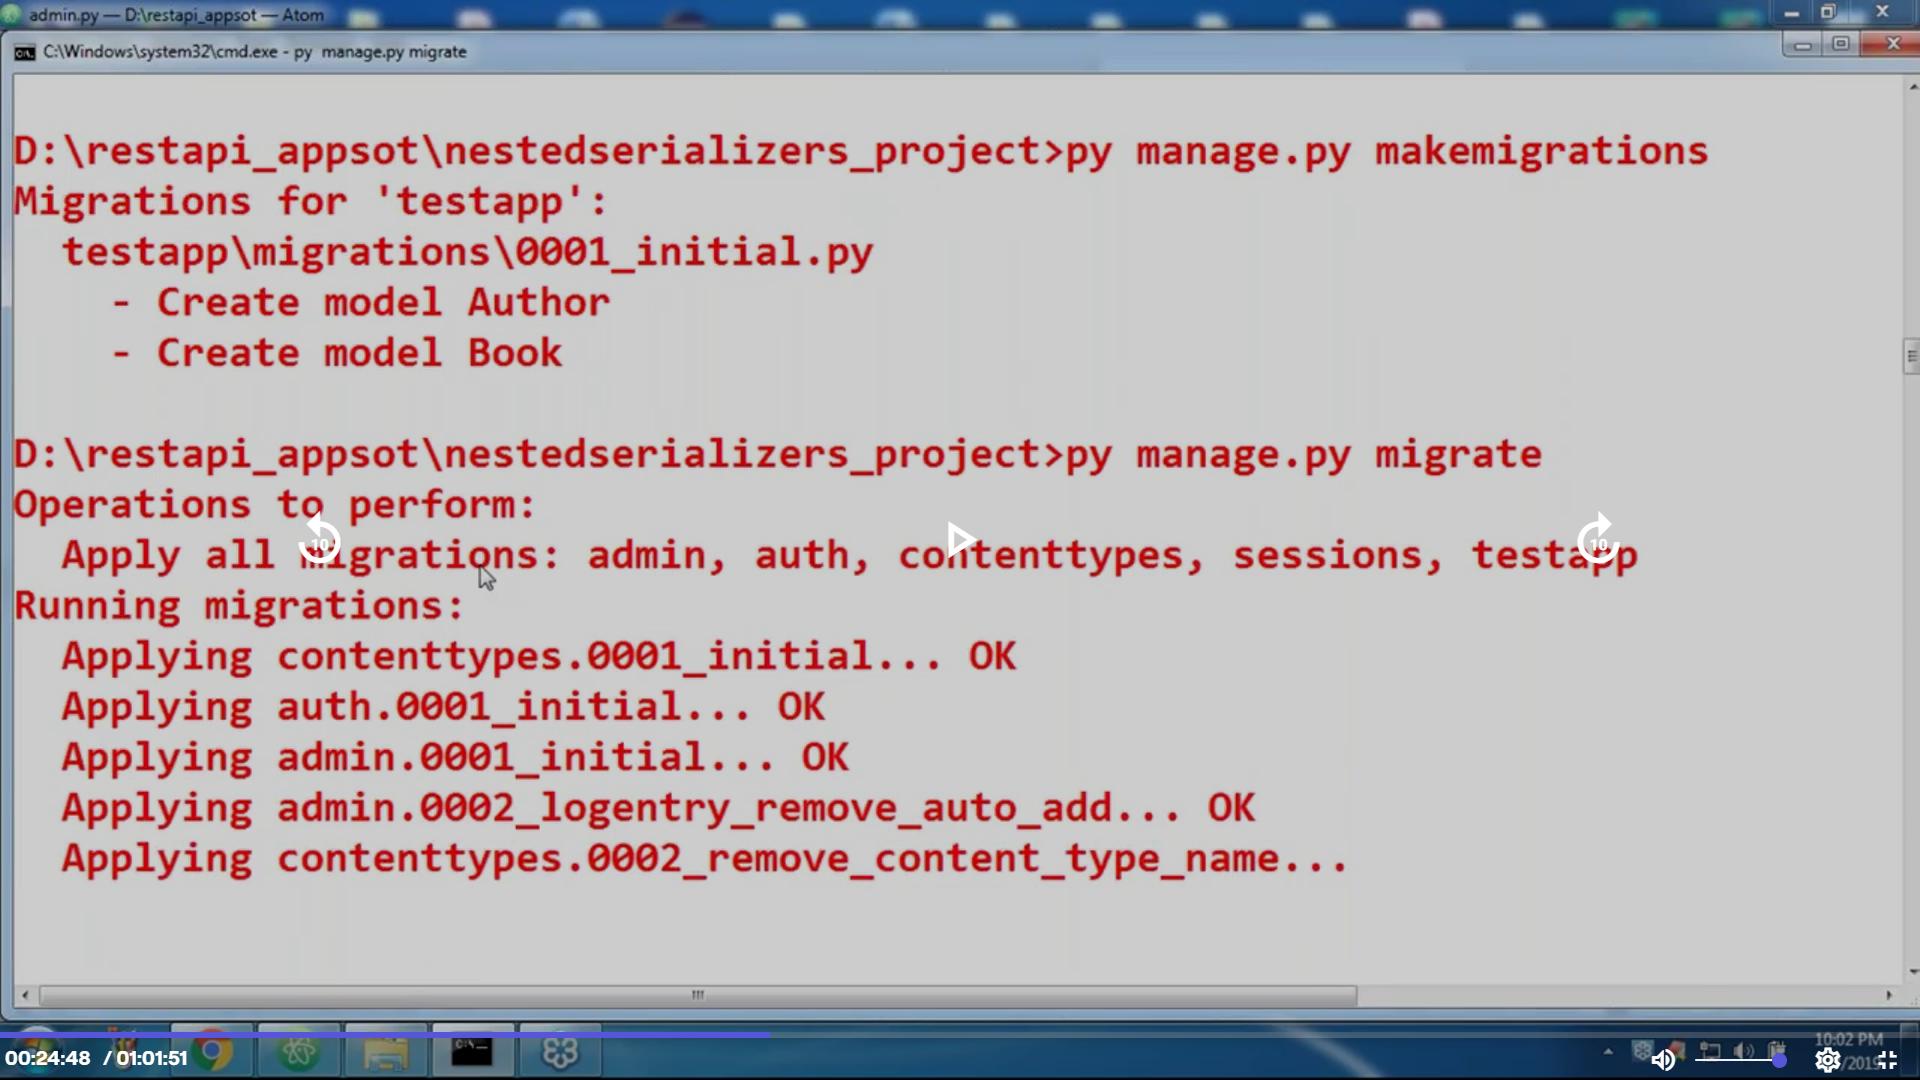 admin.py — D:\restapi_appsot — Atom
C:\Windows\system32\cmd.exe - py manage.py migrate
D:\restapi_appsot\nestedserializers_project>py manage.py makemigrations
Migrations for 'testapp':
testapp\migrations\0001_initial.py
- Create model Author
- Create model Book
D:\restapi_appsot\nestedserializers_project>py manage.py migrate
Operations to perform:
Apply all migrations: admin, auth, contenttypes, sessions, testapp
Running migrations:
Applying contenttypes.0001_initial... OK
Applying auth.0001_initial... OK
Applying admin.0001_initial... OK
Applying admin.0002_logentry_remove_auto_add... OK
Applying contenttypes.0002_remove_content_type_name...
10
10
10:02 PM
00:24:48 / 01:01:51